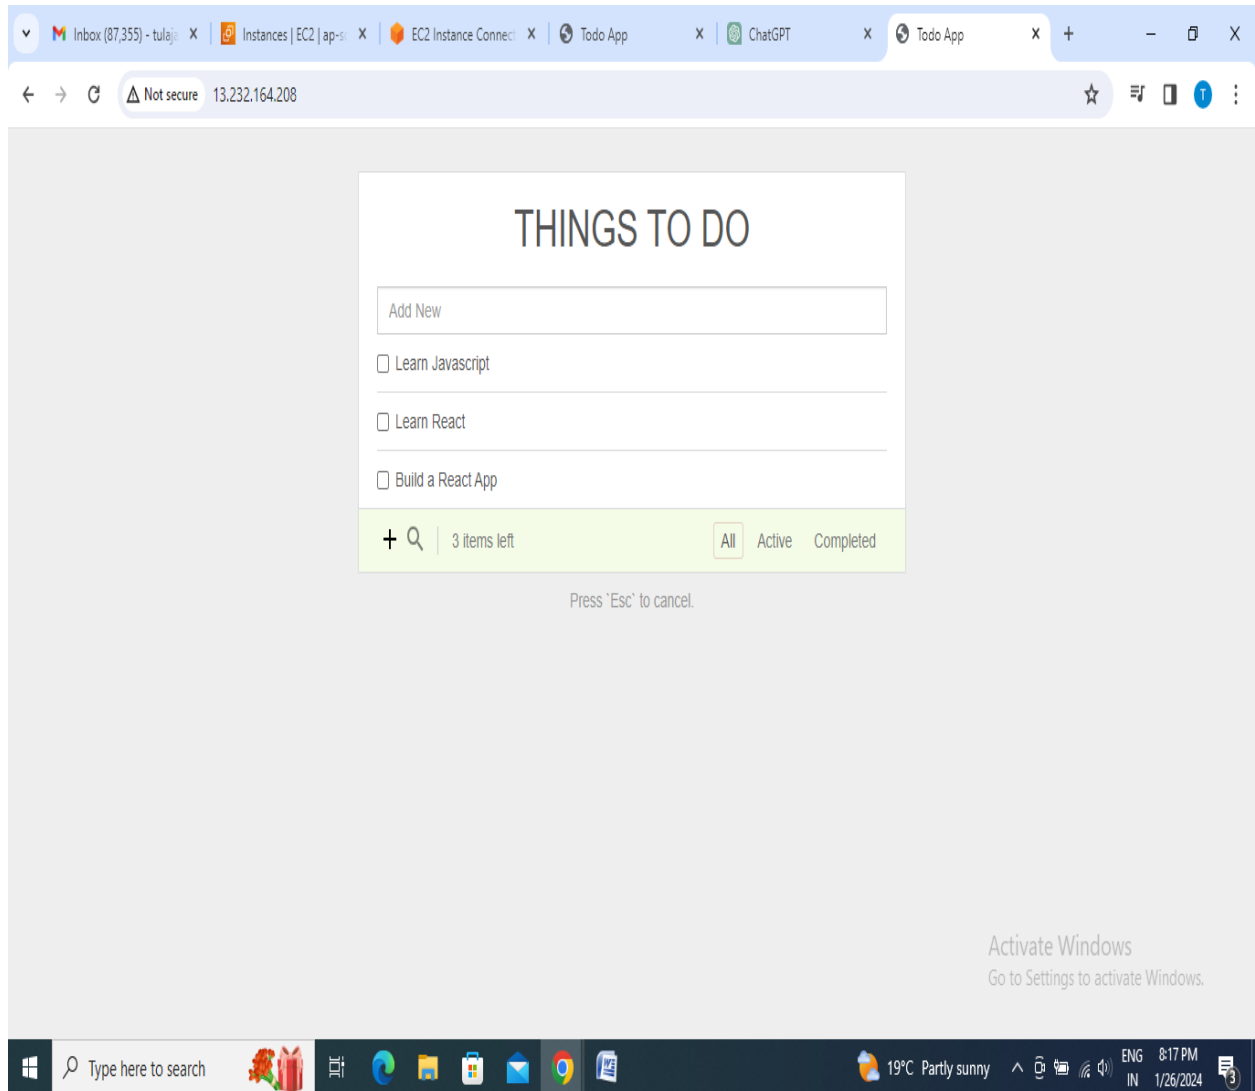 Inbox (87,355) - tulaja Instances | EC2 | ap-s EC2 Instance Connect Todo App ChatGPT Todo App
Not secure 13.232.164.208 T
THINGS TO DO
Add New
Learn Javascript
Learn React
Build a React App
3 items left All Active Completed
Press `Esc` to cancel.
Activate Windows
Go to Settings to activate Windows.
Type here to search 19°C Partly sunny ENG 8:17 PM
IN 1/26/2024 3